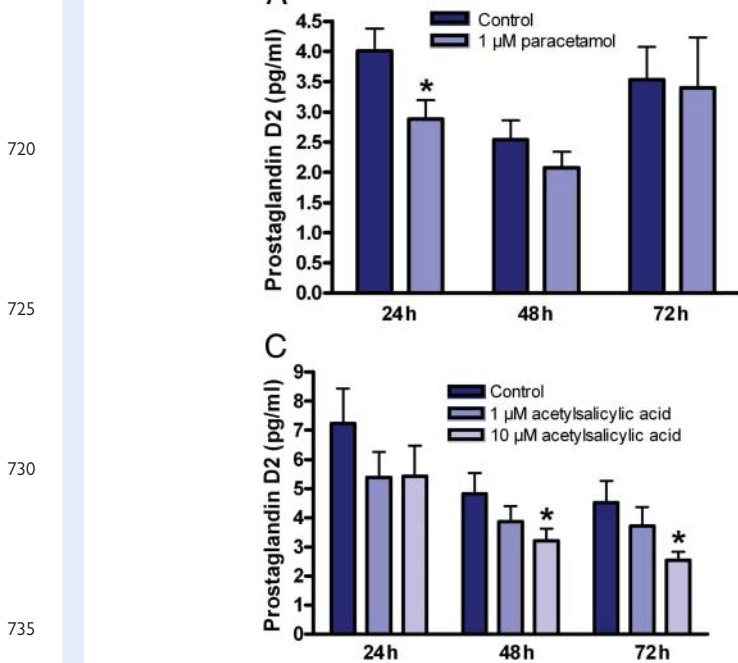 A
4.5
4.0
3.5
3.0
2.5
2.0
1.5
1.0
0.5
0.0
Prostaglandin D2 (pg/ml)
Control
1 µM paracetamol
*
24h
48h
72h
720
725
730
735
C
9
8
7
6
5
4
3
2
1
0
Prostaglandin D2 (pg/ml)
Control
1 µM acetylsalicylic acid
10 µM acetylsalicylic acid
*
*
24h
48h
72h